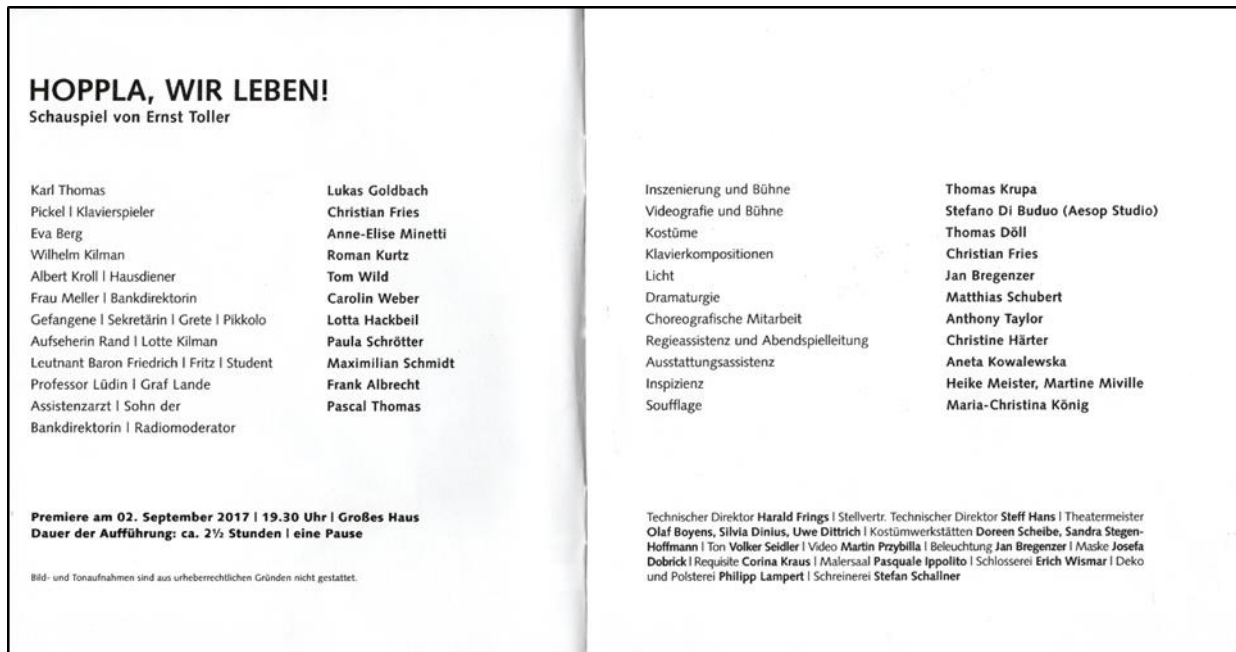 HOPPLA, WIR LEBEN!
Schauspiel von Ernst Toller
Karl Thomas Lukas Goldbach
Pickel | Klavierspieler Christian Fries
Eva Berg Anne-Elise Minetti
Wilhelm Kilman Roman Kurtz
Albert Kroll | Hausdiener Tom Wild
Frau Meller | Bankdirektorin Carolin Weber
Gefangene | Sekretärin | Grete | Pikkolo Lotta Hackbeil
Aufseherin Rand | Lotte Kilman Paula Schrötter
Leutnant Baron Friedrich | Fritz | Student Maximilian Schmidt
Professor Lüdin | Graf Lande Frank Albrecht
Assistenzarzt | Sohn der Pascal Thomas
Bankdirektorin | Radiomoderator
Premiere am 02. September 2017 | 19.30 Uhr | Großes Haus
Dauer der Aufführung: ca. 2½ Stunden | eine Pause
Bild- und Tonaufnahmen sind aus urheberrechtlichen Gründen nicht gestattet.
Inszenierung und Bühne Thomas Krupa
Videografie und Bühne Stefano Di Buduo (Aesop Studio)
Kostüme Thomas Döll
Klavierkompositionen Christian Fries
Licht Jan Bregenzer
Dramaturgie Matthias Schubert
Choreografische Mitarbeit Anthony Taylor
Regieassistenz und Abendspielleitung Christine Härter
Ausstattungsassistenz Aneta Kowalewska
Inspizienz Heike Meister, Martine Miville
Soufflage Maria-Christina König
Technischer Direktor Harald Frings | Stellvertr. Technischer Direktor Steff Hans | Theatermeister
Olaf Boyens, Silvia Dinius, Uwe Dittrich | Kostümwerkstätten Doreen Scheibe, Sandra Stegen-
Hoffmann | Ton Volker Seidler | Video Martin Przybilla | Beleuchtung Jan Bregenzer | Maske Josefa
Dobrick | Requisite Corina Kraus | Malersaal Pasquale Ippolito | Schlosserei Erich Wismar | Deko
und Polsterei Philipp Lampert | Schreinerei Stefan Schallner